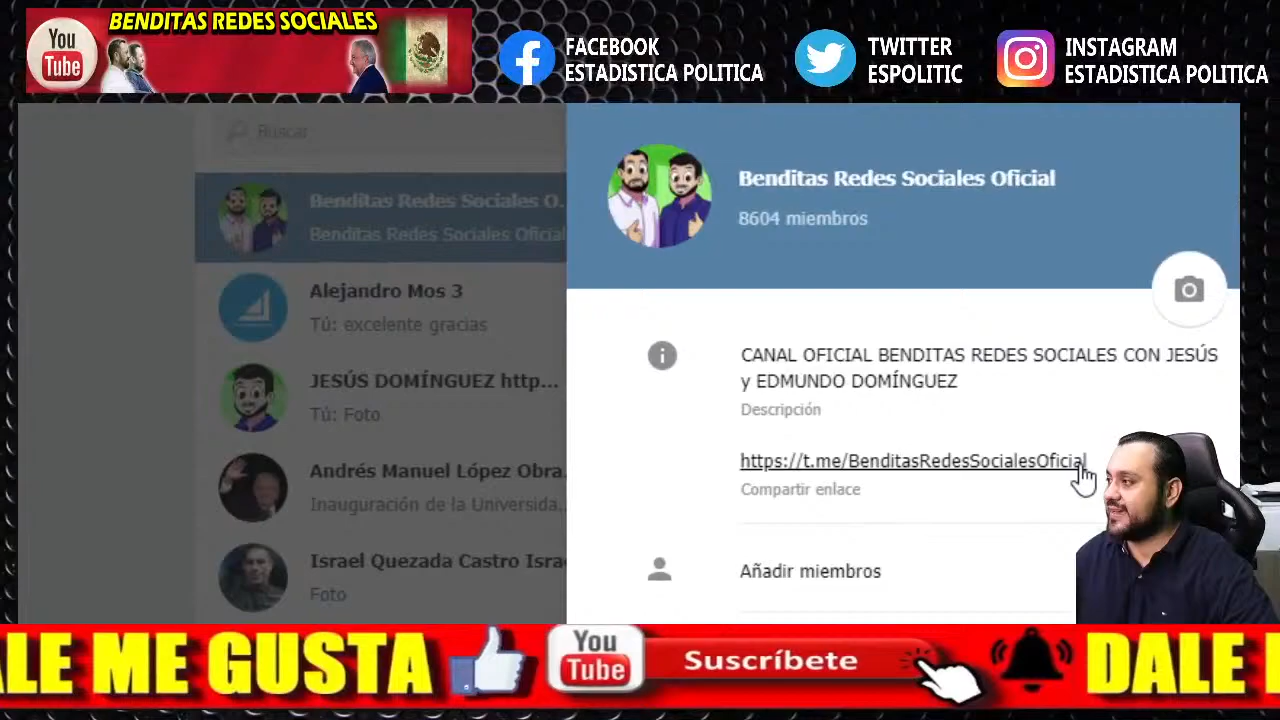 BENDITAS REDES SOCIALES
You
Tube
FACEBOOK
ESTADISTICA POLITICA
TWITTER
ESPOLITIC
INSTAGRAM
ESTADISTICA POLITICA
Buscar
Benditas Redes Sociales O.
Benditas Redes Sociales Oficial
Alejandro Mos 3
Tú: excelente gracias
JESÚS DOMÍNGUEZ http...
Tú: Foto
Andrés Manuel López Obra.
Inauguración de la Universida..
Israel Quezada Castro Isra
Foto
Benditas Redes Sociales Oficial
8604 miembros
CANAL OFICIAL BENDITAS REDES SOCIALES CON JESÚS
y EDMUNDO DOMÍNGUEZ
Descripción
https://t.me/BenditasRedesSocialesOficial
Compartir enlace
Añadir miembros
ALE ME GUSTA
You
Tube
Suscríbete
DALE